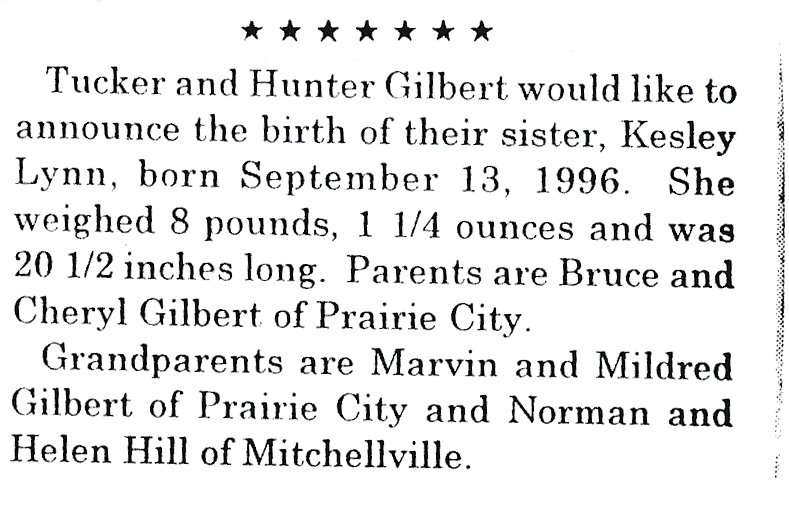 ★ ★ ★ ★ ★ ★ ★
Tucker and Hunter Gilbert would like to
announce the birth of their sister, Kesley
Lynn, born September 13, 1996. She
weighed 8 pounds, 1 1/4 ounces and was
20 1/2 inches long. Parents are Bruce and
Cheryl Gilbert of Prairie City.
Grandparents are Marvin and Mildred
Gilbert of Prairie City and Norman and
Helen Hill of Mitchellville.